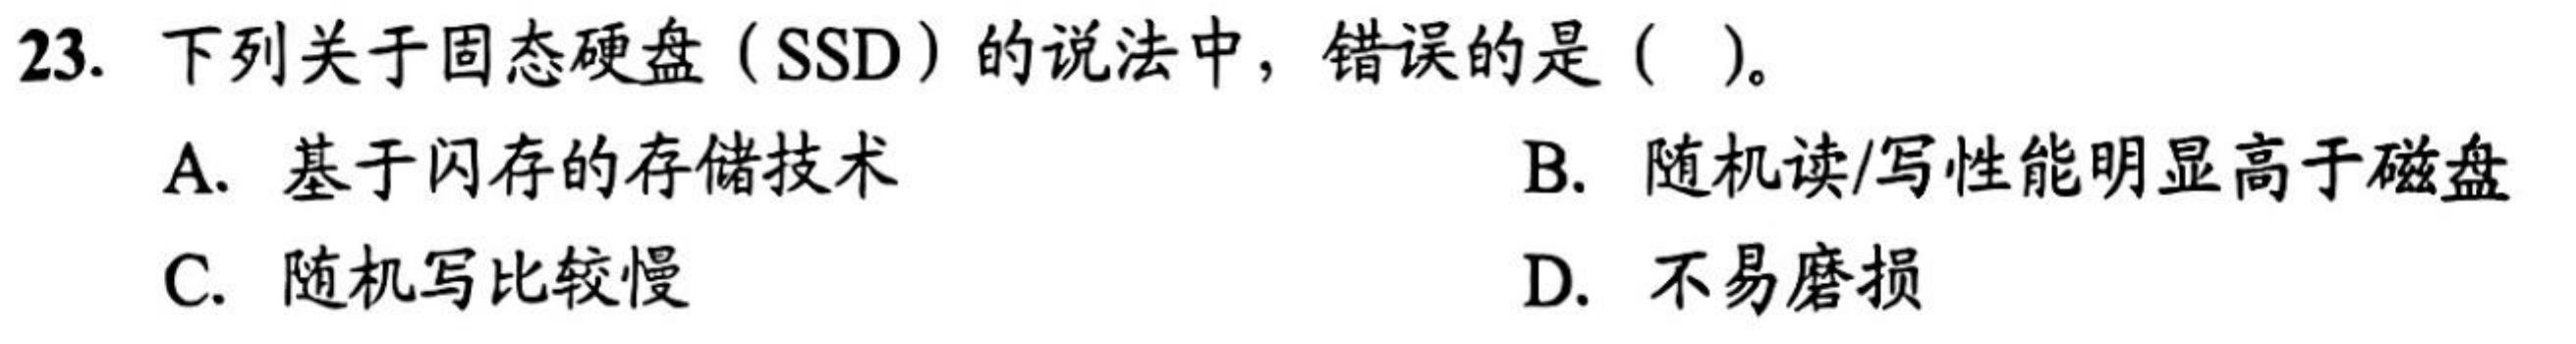 23. 下列关于固态硬盘（SSD）的说法中，错误的是（ ）。
A. 基于闪存的存储技术 B. 随机读/写性能明显高于磁盘
C. 随机写比较慢 D. 不易磨损